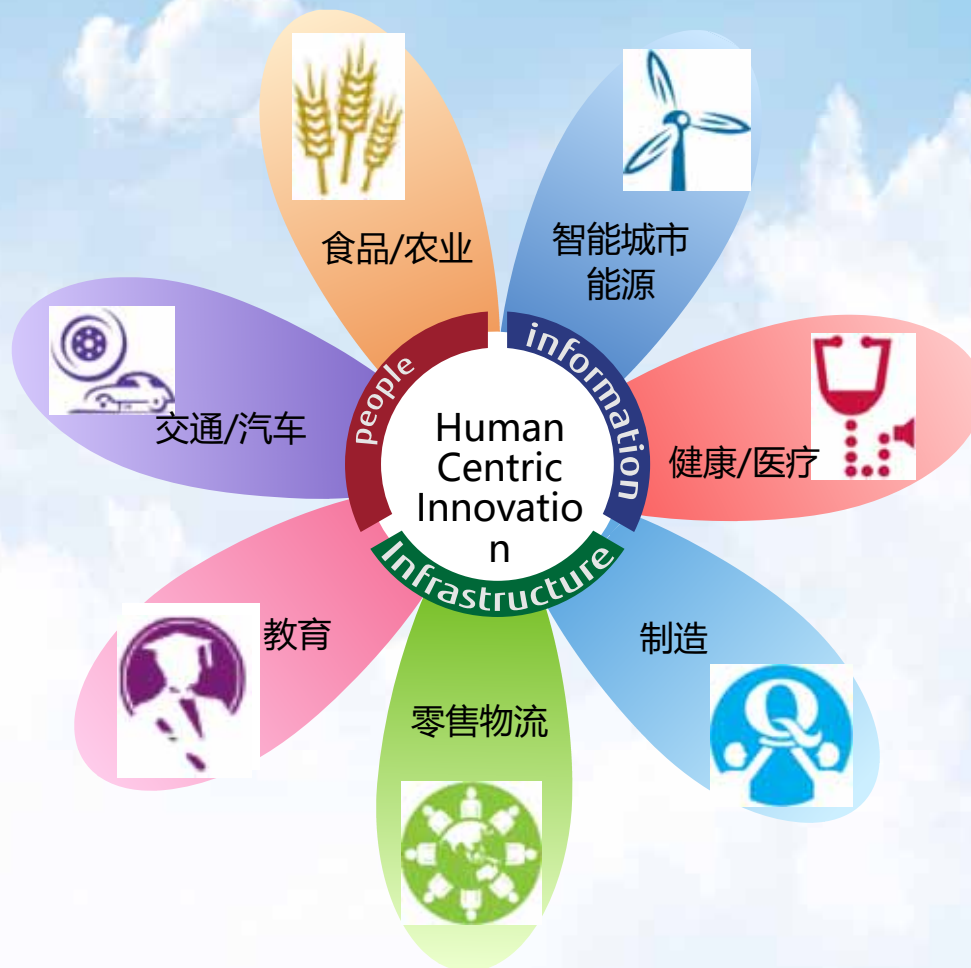 食品/农业
智能城市
能源
交通/汽车
people
information
Human
Centric
Innovatio
n
健康/医疗
Infrastructure
教育
制造
零售物流
Q